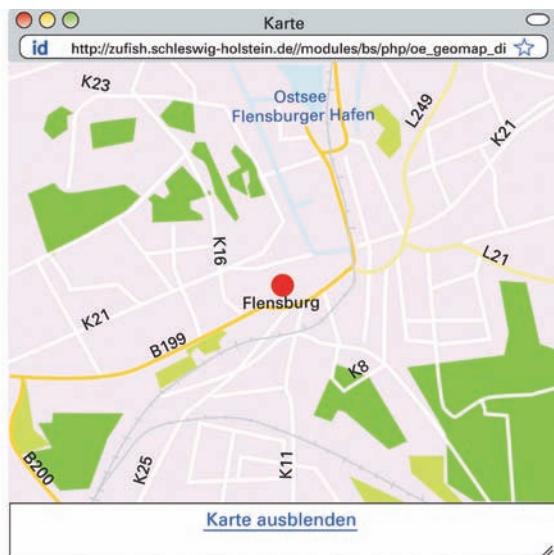 Karte
id http://zufish.schleswig-holstein.de//modules/bs/php/oe_geomap_di
K23
Ostsee
Flensburger Hafen
L249
K21
K16
L21
Flensburg
K21
B199
K8
B200
K25
K11
Karte ausblenden